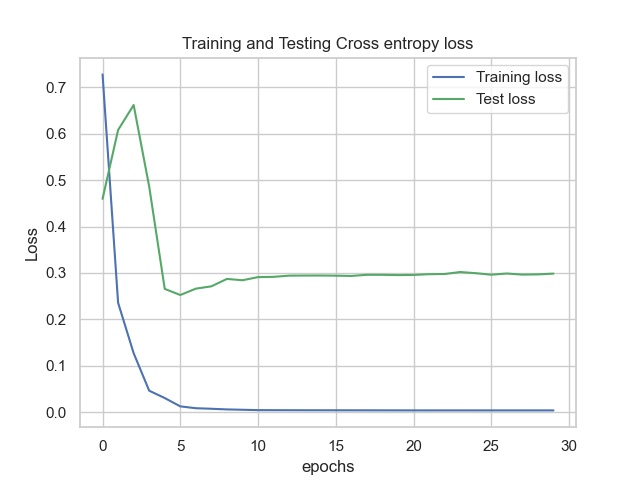 Training and Testing Cross entropy loss
Training loss
Test loss
0.7
0.6
0.5
0.4
0.3
0.2
0.1
0.0
Loss
0 5 10 15 20 25 30
epochs